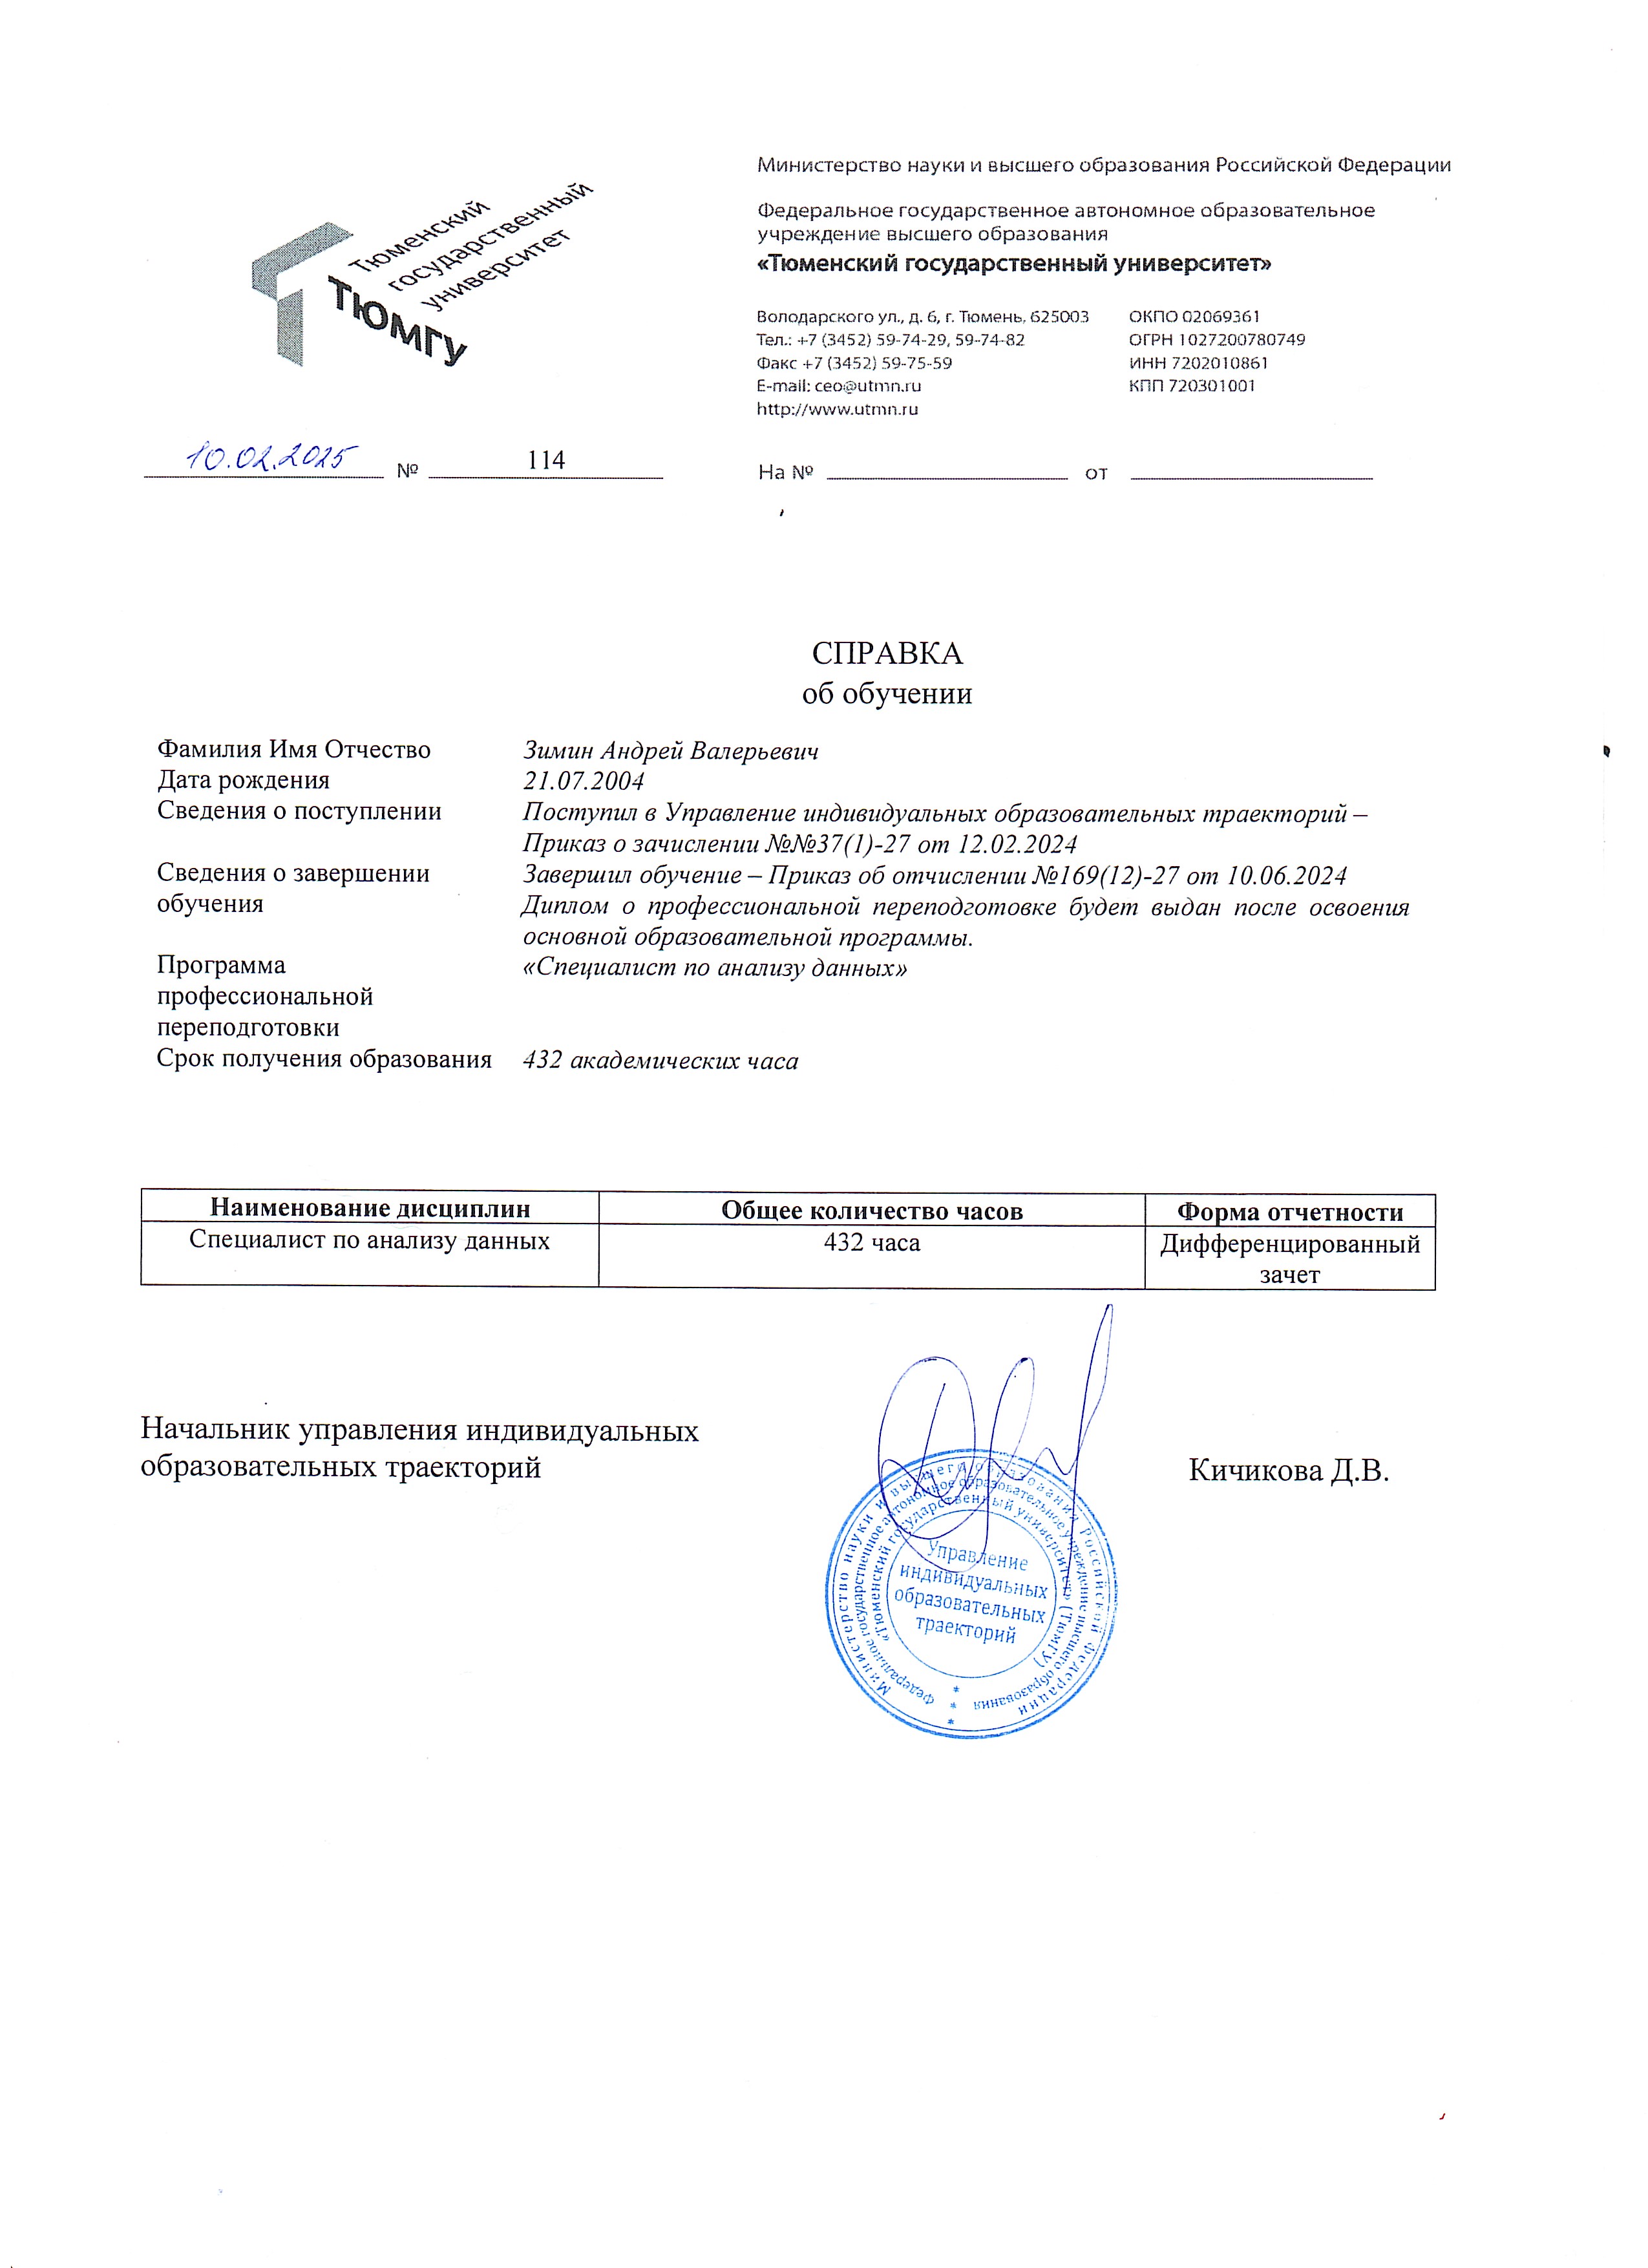 Тюменский
государственный
университет
ТЮМГУ
Министерство науки и высшего образования Российской Федерации
Федеральное государственное автономное образовательное
учреждение высшего образования
«Тюменский государственный университет»
Володарского ул., д. 6, г. Тюмень, 625003
Тел.: +7 (3452) 59-74-29, 59-74-82
Факс +7 (3452) 59-75-59
E-mail: ceo@utmn.ru
http://www.utmn.ru
ОКПО 02069361
ОГРН 1027200780749
ИНН 7202010861
КПП 720301001
10.02.2025 № 114
На № от
СПРАВКА
об обучении
Фамилия Имя Отчество Зимин Андрей Валерьевич
Дата рождения 21.07.2004
Сведения о поступлении Поступил в Управление индивидуальных образовательных траекторий –
Приказ о зачислении №№37(1)-27 от 12.02.2024
Сведения о завершении Завершил обучение – Приказ об отчислении №169(12)-27 от 10.06.2024
обучения Диплом о профессиональной переподготовке будет выдан после освоения
основной образовательной программы.
Программа «Специалист по анализу данных»
профессиональной
переподготовки
Срок получения образования 432 академических часа
Наименование дисциплин Общее количество часов Форма отчетности
Специалист по анализу данных 432 часа Дифференцированный
зачет
Начальник управления индивидуальных
образовательных траекторий Кичикова Д.В.
Министерство науки и высшего образования Российской Федерации
Федеральное государственное автономное образовательное учреждение высшего образования
«Тюменский государственный университет» (ТюмГУ)
Управление
индивидуальных
образовательных
траекторий